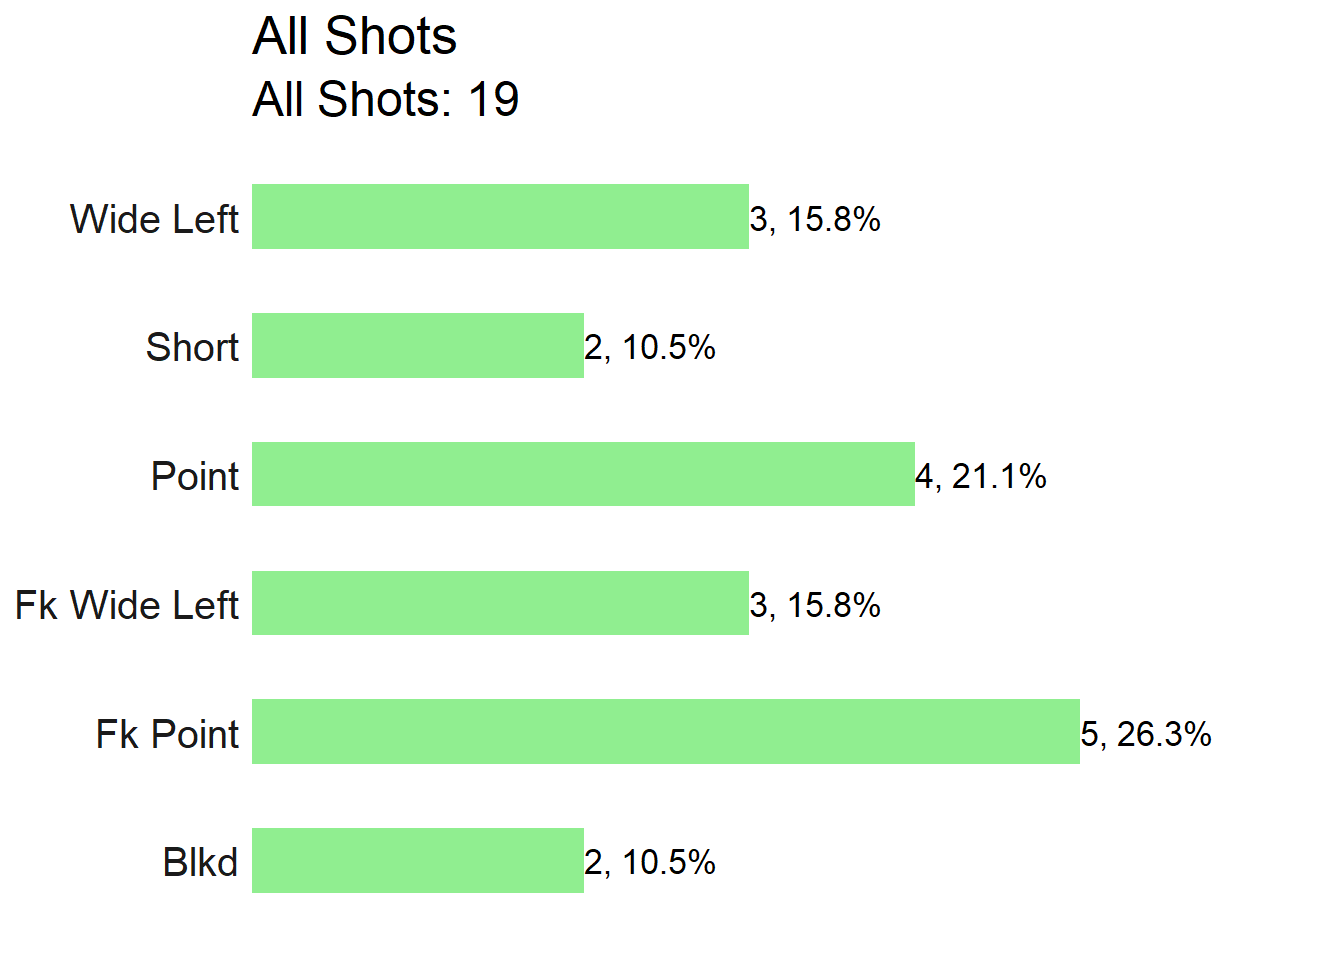 All Shots
All Shots: 19
Wide Left 3, 15.8%
Short 2, 10.5%
Point 4, 21.1%
Fk Wide Left 3, 15.8%
Fk Point 5, 26.3%
Blkd 2, 10.5%